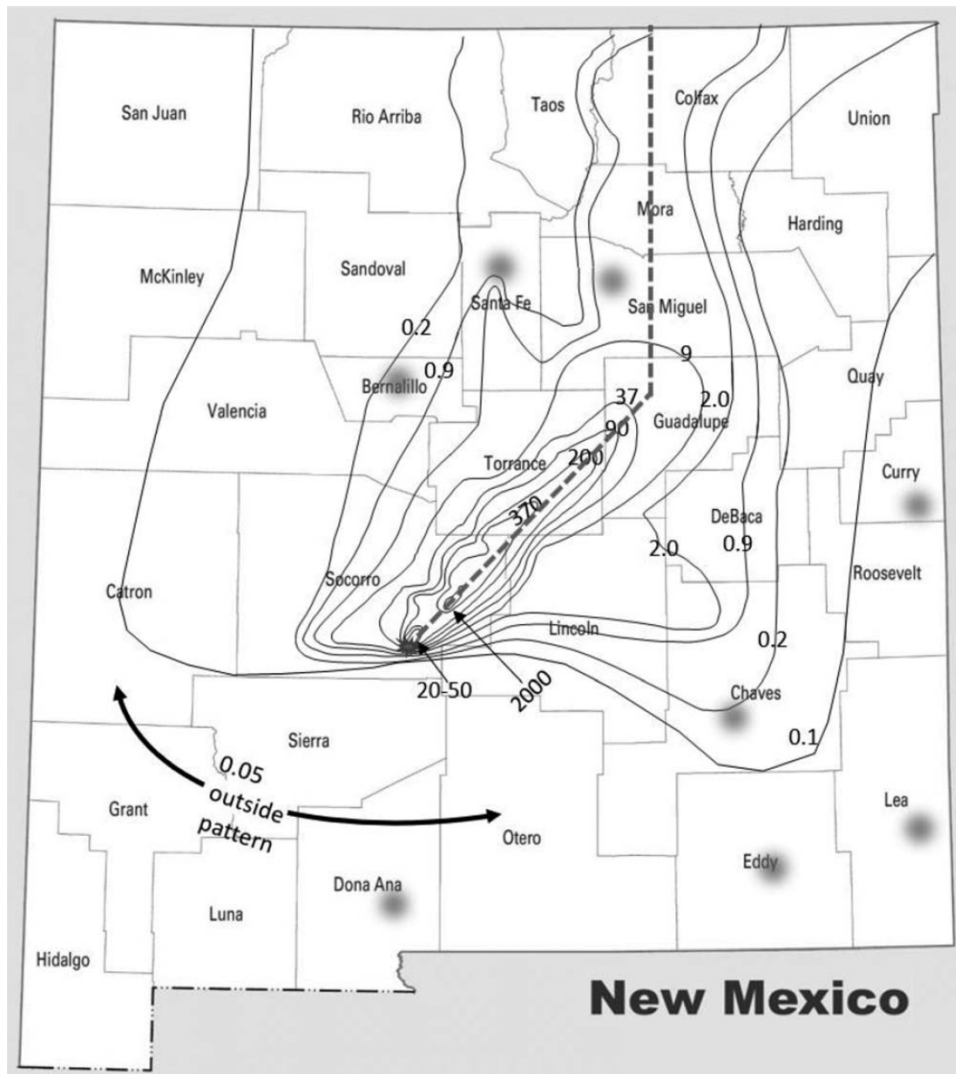 San Juan
Rio Arriba
Taos
Colfax
Union
Mora
Harding
McKinley
Sandoval
Santa Fe
San Miguel
0.2
0.9
Bernalillo
9
Quay
Valencia
37
2.0
Guadalupe
90
Torrance
200
Curry
370
DeBaca
2.0
0.9
Roosevelt
Socorro
Catron
Lincoln
0.2
20-50
2000
Chaves
0.1
Sierra
0.05
outside
pattern
Grant
Otero
Lea
Eddy
Dona Ana
Luna
Hidalgo
New Mexico